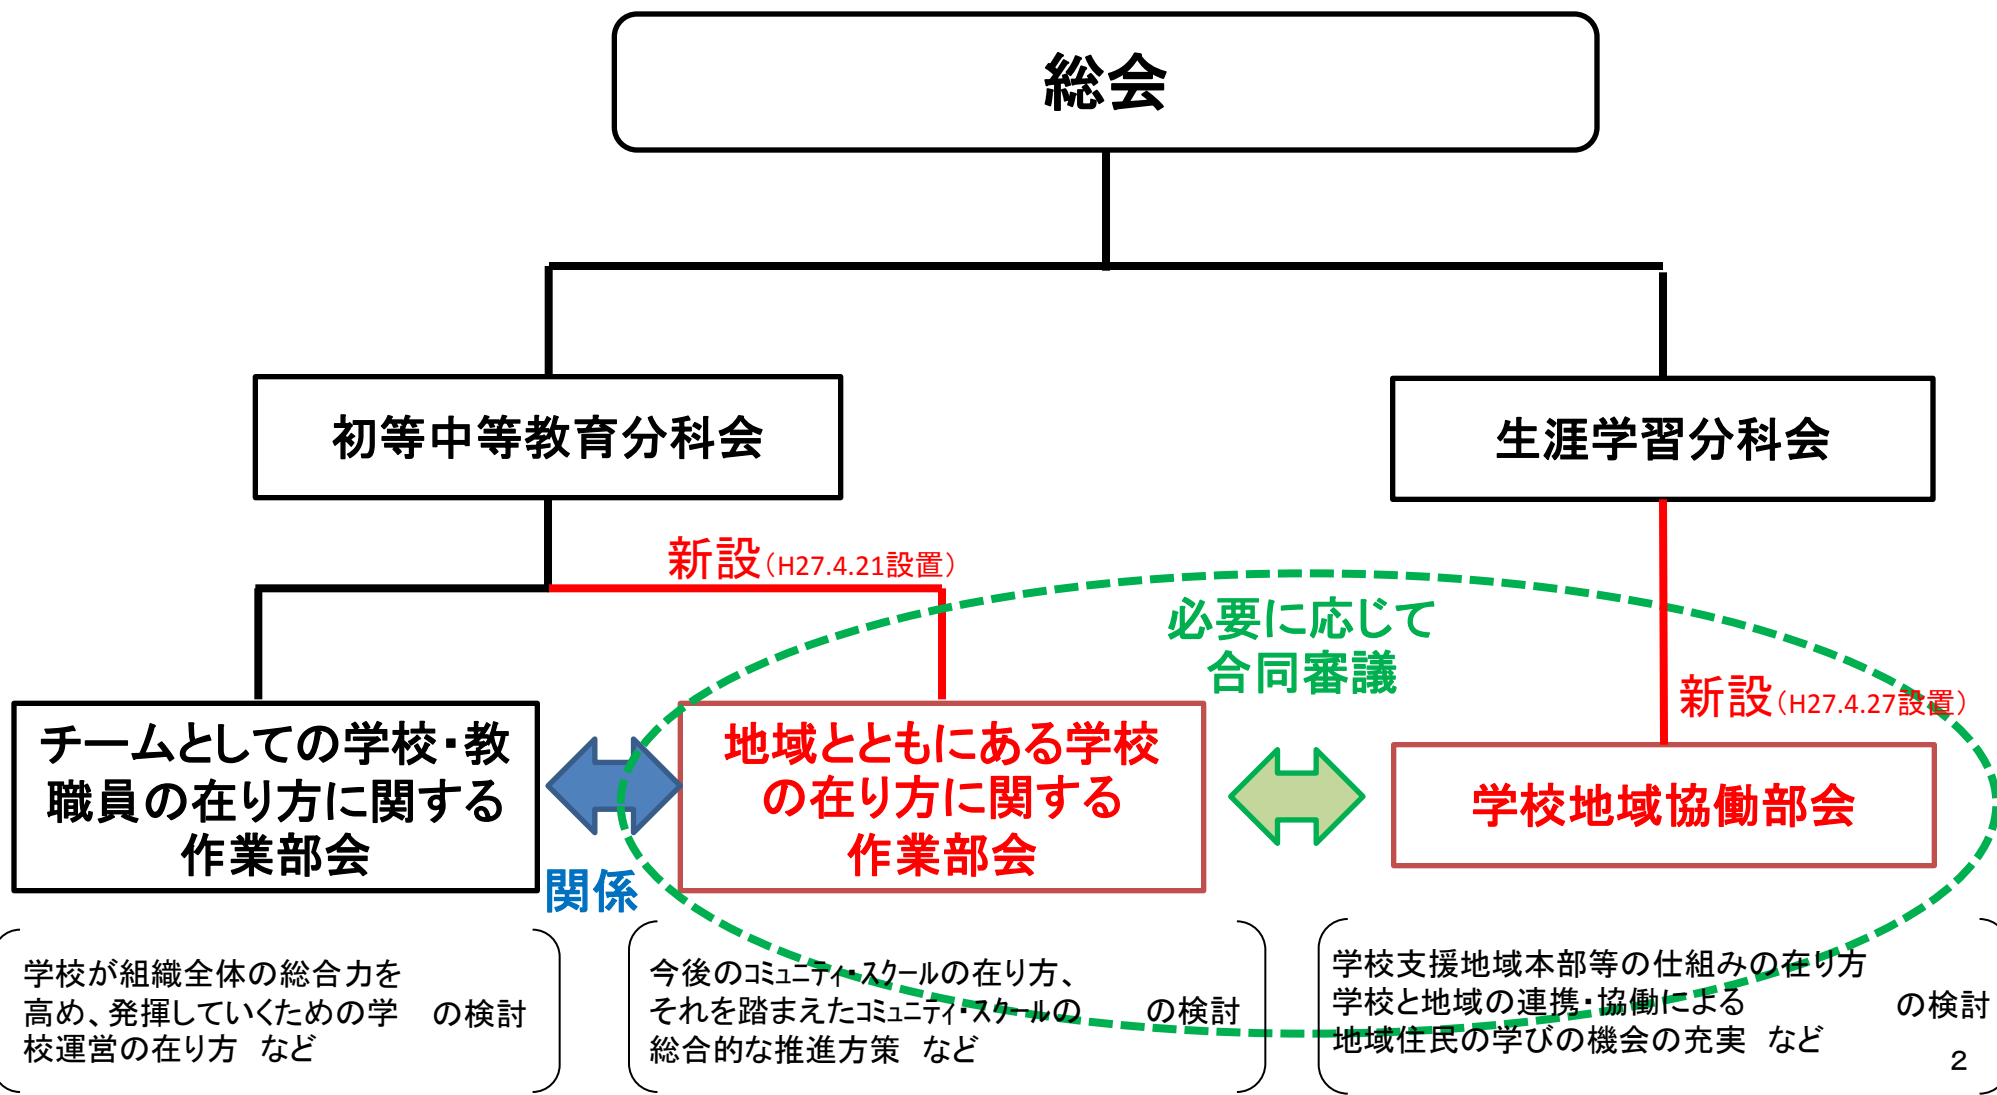 総会
初等中等教育分科会
生涯学習分科会
新設（H27.4.21設置）
必要に応じて
合同審議
新設（H27.4.27設置）
チームとしての学校・教
職員の在り方に関する
作業部会
関係
地域とともにある学校
の在り方に関する
作業部会
学校地域協働部会
学校が組織全体の総合力を
高め、発揮していくための学
校運営の在り方　など
の検討
今後のｺﾐｭﾆﾃｨ・ｽｸｰﾙの在り方、
それを踏まえたｺﾐｭﾆﾃｨ・ｽｸｰﾙの
総合的な推進方策　など
の検討
学校支援地域本部等の仕組みの在り方
学校と地域の連携・協働による
地域住民の学びの機会の充実　など
の検討
2